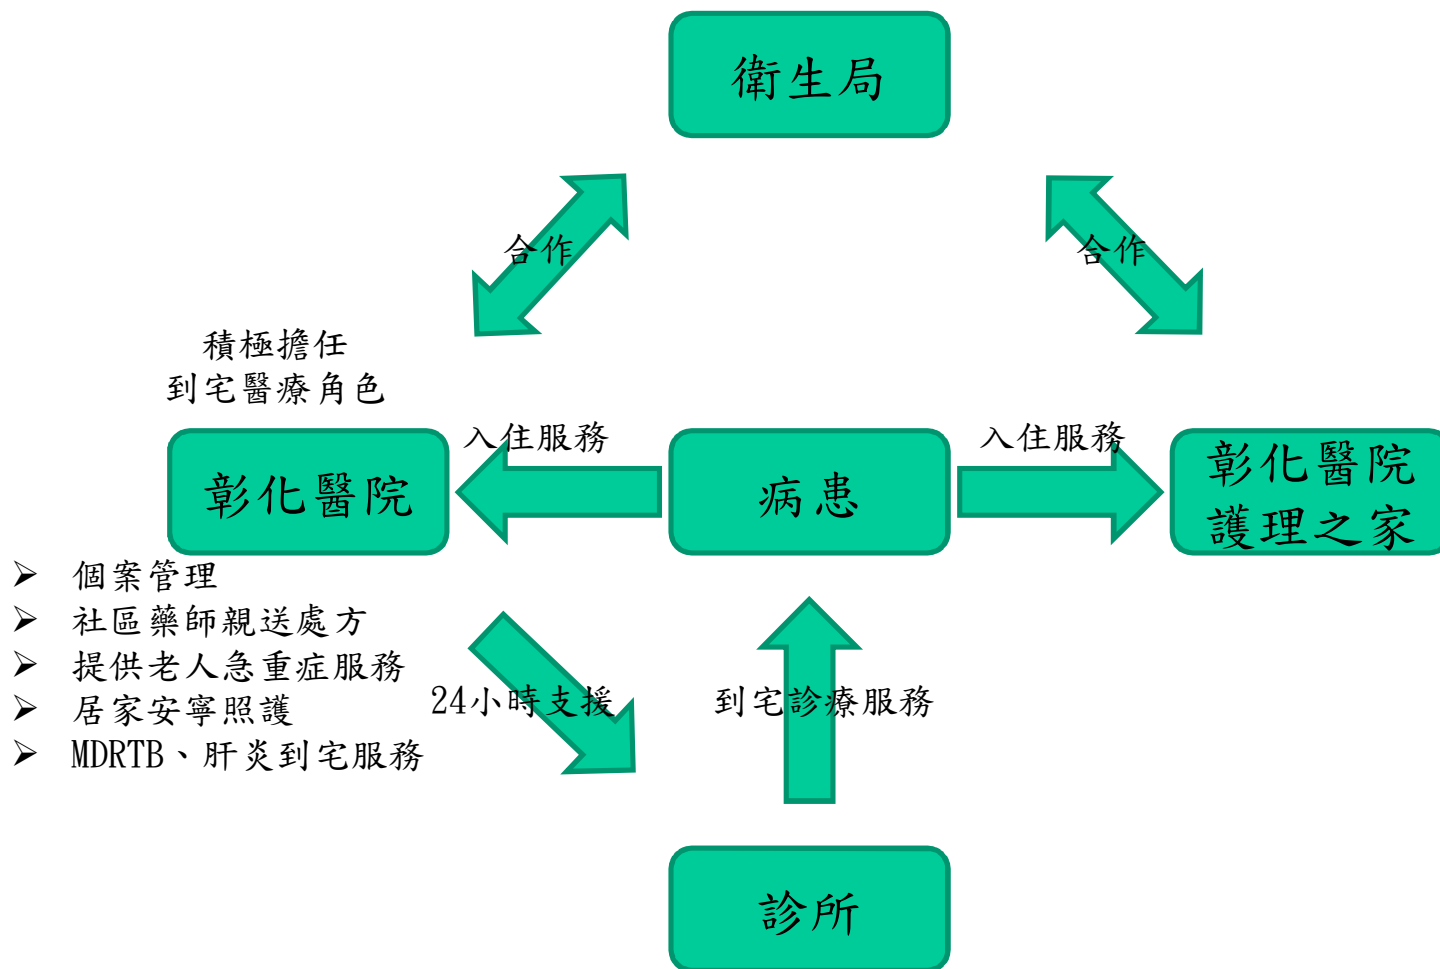 衛生局
合作
合作
積極擔任
到宅醫療角色
入住服務
入住服務
彰化醫院
病患
彰化醫院
護理之家
➢ 個案管理
➢ 社區藥師親送處方
➢ 提供老人急重症服務
➢ 居家安寧照護
➢ MDRTB、肝炎到宅服務
24小時支援
到宅診療服務
診所